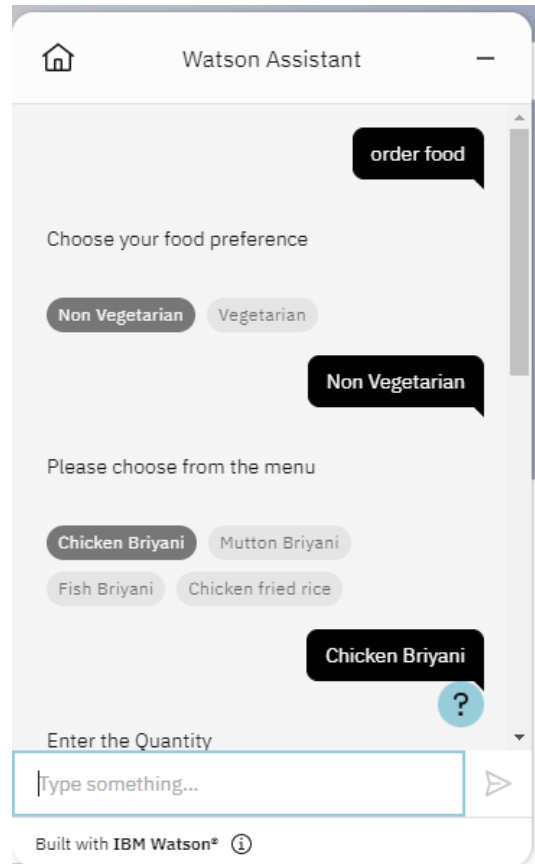 Watson Assistant
order food
Choose your food preference
Non Vegetarian Vegetarian
Non Vegetarian
Please choose from the menu
Chicken Briyani Mutton Briyani
Fish Briyani Chicken fried rice
Chicken Briyani
?
Enter the Quantity
Type something...
Built with IBM Watson®